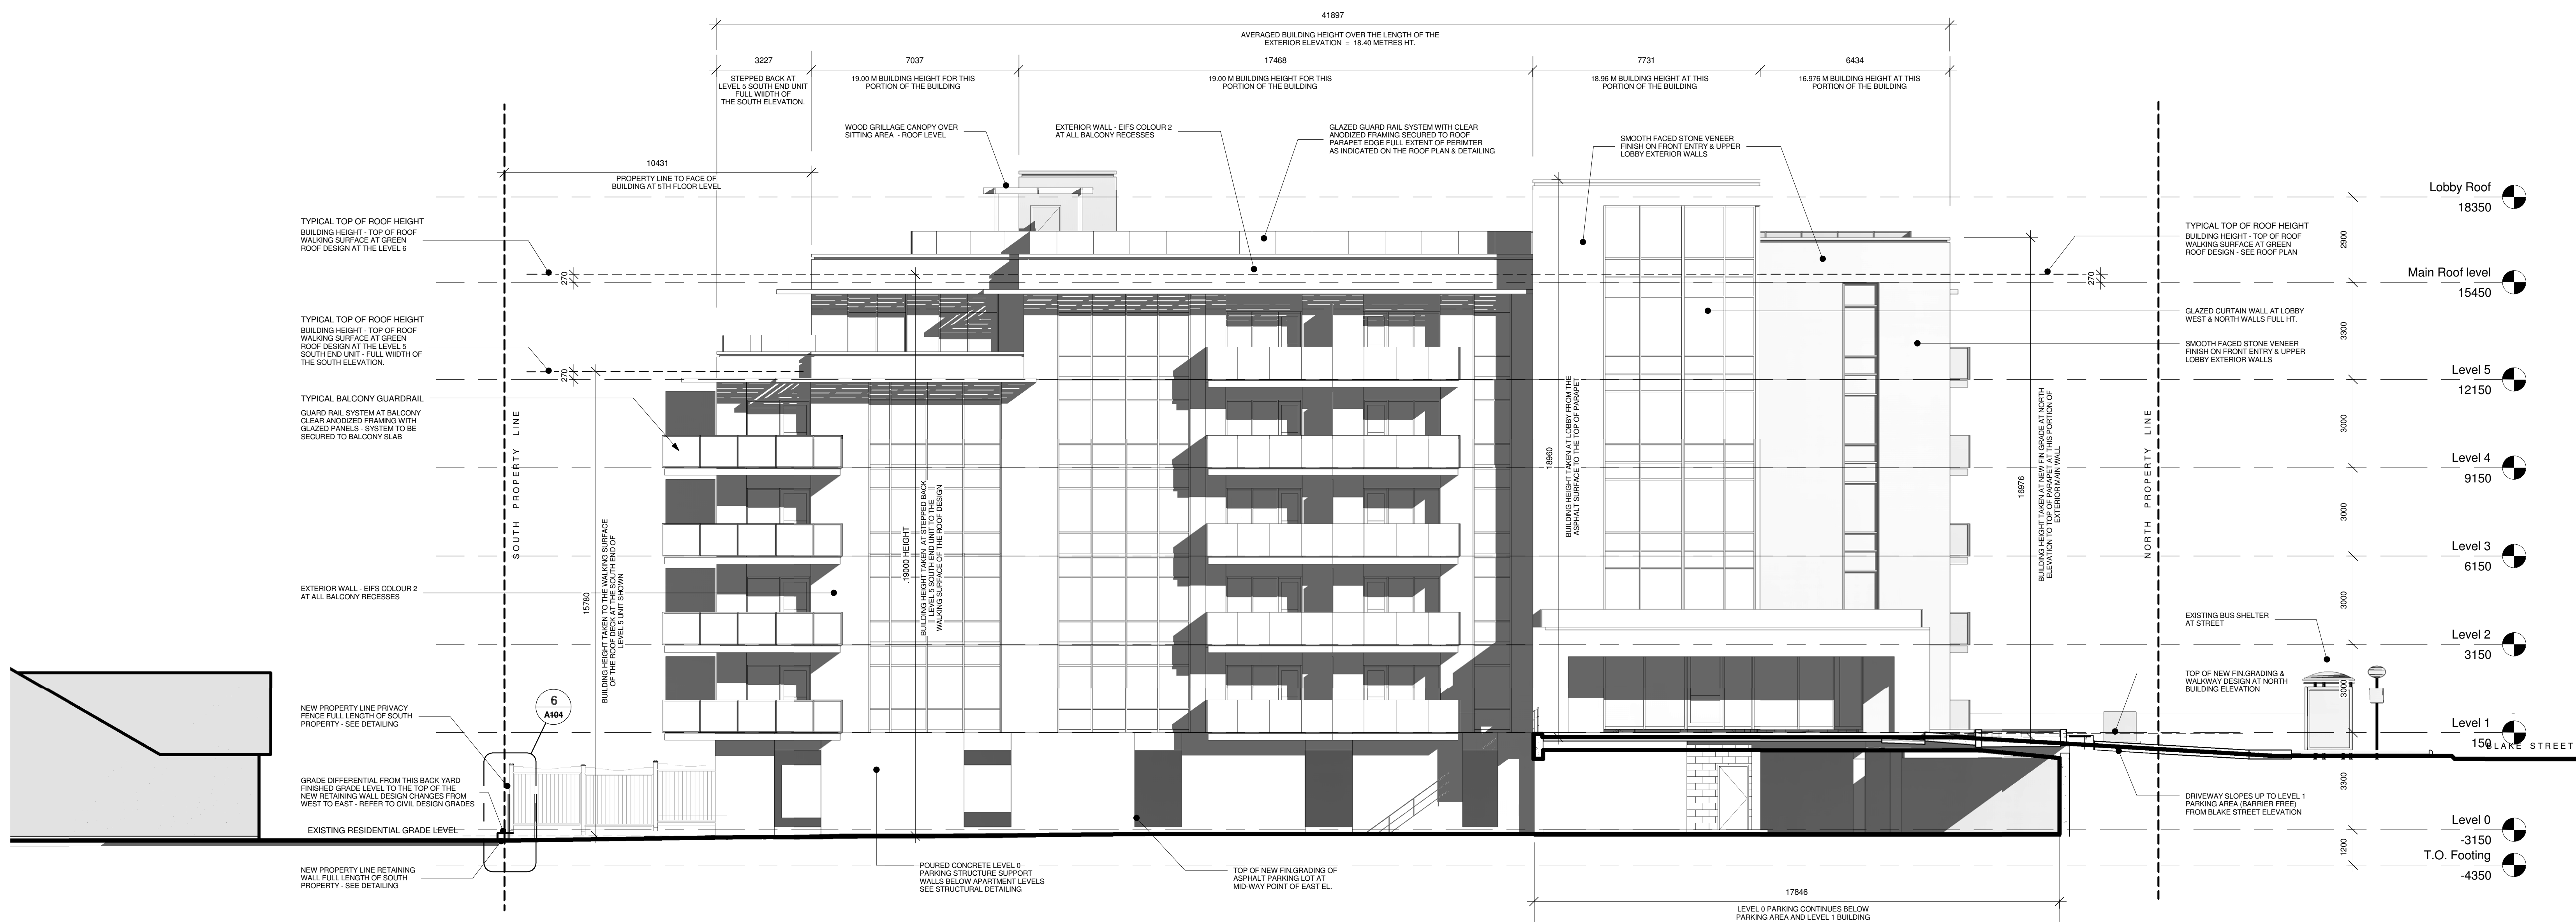 41897
AVERAGED BUILDING HEIGHT OVER THE LENGTH OF THE
EXTERIOR ELEVATION = 18.40 METRES HT.
3227
STEPPED BACK AT
LEVEL 5 SOUTH END UNIT
FULL WIIDTH OF
THE SOUTH ELEVATION.
7037
19.00 M BUILDING HEIGHT FOR THIS
PORTION OF THE BUILDING
17468
19.00 M BUILDING HEIGHT FOR THIS
PORTION OF THE BUILDING
7731
18.96 M BUILDING HEIGHT AT THIS
PORTION OF THE BUILDING
6434
16.976 M BUILDING HEIGHT AT THIS
PORTION OF THE BUILDING
WOOD GRILLAGE CANOPY OVER
SITTING AREA - ROOF LEVEL
EXTERIOR WALL - EIFS COLOUR 2
AT ALL BALCONY RECESSES
GLAZED GUARD RAIL SYSTEM WITH CLEAR
ANODIZED FRAMING SECURED TO ROOF
PARAPET EDGE FULL EXTENT OF PERIMTER
AS INDICATED ON THE ROOF PLAN & DETAILING
SMOOTH FACED STONE VENEER
FINISH ON FRONT ENTRY & UPPER
LOBBY EXTERIOR WALLS
10431
PROPERTY LINE TO FACE OF
BUILDING AT 5TH FLOOR LEVEL
TYPICAL TOP OF ROOF HEIGHT
BUILDING HEIGHT - TOP OF ROOF
WALKING SURFACE AT GREEN
ROOF DESIGN AT THE LEVEL 6
270
TYPICAL TOP OF ROOF HEIGHT
BUILDING HEIGHT - TOP OF ROOF
WALKING SURFACE AT GREEN
ROOF DESIGN AT THE LEVEL 5
SOUTH END UNIT - FULL WIIDTH OF
THE SOUTH ELEVATION.
270
TYPICAL BALCONY GUARDRAIL
GUARD RAIL SYSTEM AT BALCONY
CLEAR ANODIZED FRAMING WITH
GLAZED PANELS - SYSTEM TO BE
SECURED TO BALCONY SLAB
SOUTH PROPERTY LINE
EXTERIOR WALL - EIFS COLOUR 2
AT ALL BALCONY RECESSES
15780
BUILDING HEIGHT TAKEN TO THE WALKING SURFACE
OF THE ROOF DECK AT THE SOUTH END OF
LEVEL 5 UNIT SHOWN
.19000 HEIGHT
BUILDING HEIGHT TAKEN AT STEPPED BACK
LEVEL 5 SOUTH END UNIT TO THE
WALKING SURFACE OF THE ROOF DESIGN
18960
BUILDING HEIGHT TAKEN AT LOBBY FROM THE
ASPHALT SURFACE TO THE TOP OF PARAPET
16976
BUILDING HEIGHT TAKEN AT NEW FIN GRADE AT NORTH
ELEVATION TO TOP OF PARAPET AT THIS PORTION OF
EXTERIOR MAIN WALL
NORTH PROPERTY LINE
270
TYPICAL TOP OF ROOF HEIGHT
BUILDING HEIGHT - TOP OF ROOF
WALKING SURFACE AT GREEN
ROOF DESIGN - SEE ROOF PLAN
GLAZED CURTAIN WALL AT LOBBY
WEST & NORTH WALLS FULL HT.
SMOOTH FACED STONE VENEER
FINISH ON FRONT ENTRY & UPPER
LOBBY EXTERIOR WALLS
EXISTING BUS SHELTER
AT STREET
TOP OF NEW FIN.GRADING &
WALKWAY DESIGN AT NORTH
BUILDING ELEVATION
DRIVEWAY SLOPES UP TO LEVEL 1
PARKING AREA (BARRIER FREE)
FROM BLAKE STREET ELEVATION
2900
3300
3000
3000
3000
3000
3300
1200
Lobby Roof
18350
Main Roof level
15450
Level 5
12150
Level 4
9150
Level 3
6150
Level 2
3150
Level 1
150
BLAKE STREET
Level 0
-3150
T.O. Footing
-4350
6
A104
NEW PROPERTY LINE PRIVACY
FENCE FULL LENGTH OF SOUTH
PROPERTY - SEE DETAILING
GRADE DIFFERENTIAL FROM THIS BACK YARD
FINISHED GRADE LEVEL TO THE TOP OF THE
NEW RETAINING WALL DESIGN CHANGES FROM
WEST TO EAST - REFER TO CIVIL DESIGN GRADES
EXISTING RESIDENTIAL GRADE LEVEL
NEW PROPERTY LINE RETAINING
WALL FULL LENGTH OF SOUTH
PROPERTY - SEE DETAILING
POURED CONCRETE LEVEL 0
PARKING STRUCTURE SUPPORT
WALLS BELOW APARTMENT LEVELS
SEE STRUCTURAL DETAILING
TOP OF NEW FIN.GRADING OF
ASPHALT PARKING LOT AT
MID-WAY POINT OF EAST EL.
17846
LEVEL 0 PARKING CONTINUES BELOW
PARKING AREA AND LEVEL 1 BUILDING